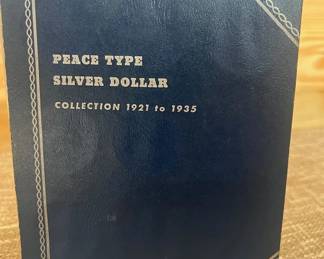 PEACE TYPE
SILVER DOLLAR
COLLECTION 1921 to 1935